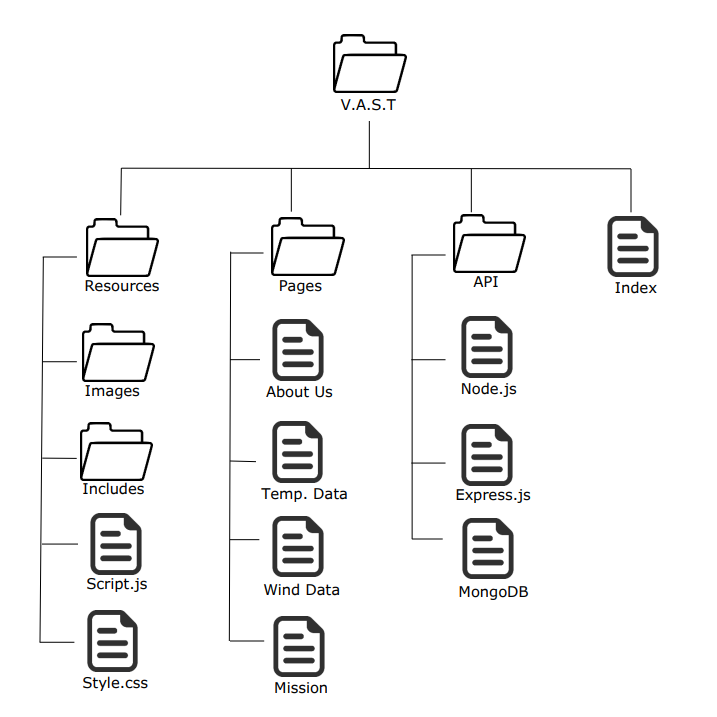 V.A.S.T
Resources
Images
Includes
Script.js
Style.css
Pages
About Us
Temp. Data
Wind Data
Mission
API
Node.js
Express.js
MongoDB
Index